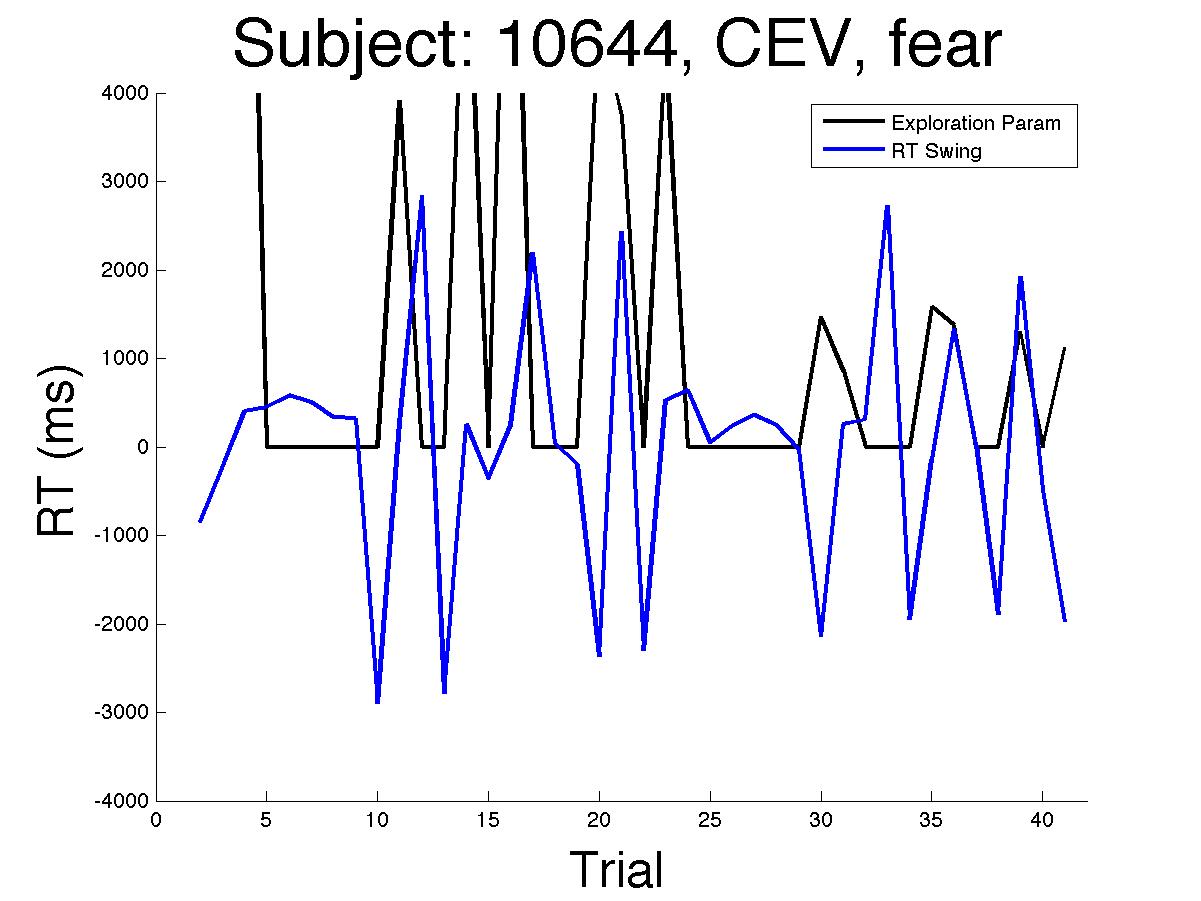 Subject: 10644, CEV, fear
Exploration Param
RT Swing
4000
3000
2000
1000
0
-1000
-2000
-3000
-4000
RT (ms)
0 5 10 15 20 25 30 35 40
Trial